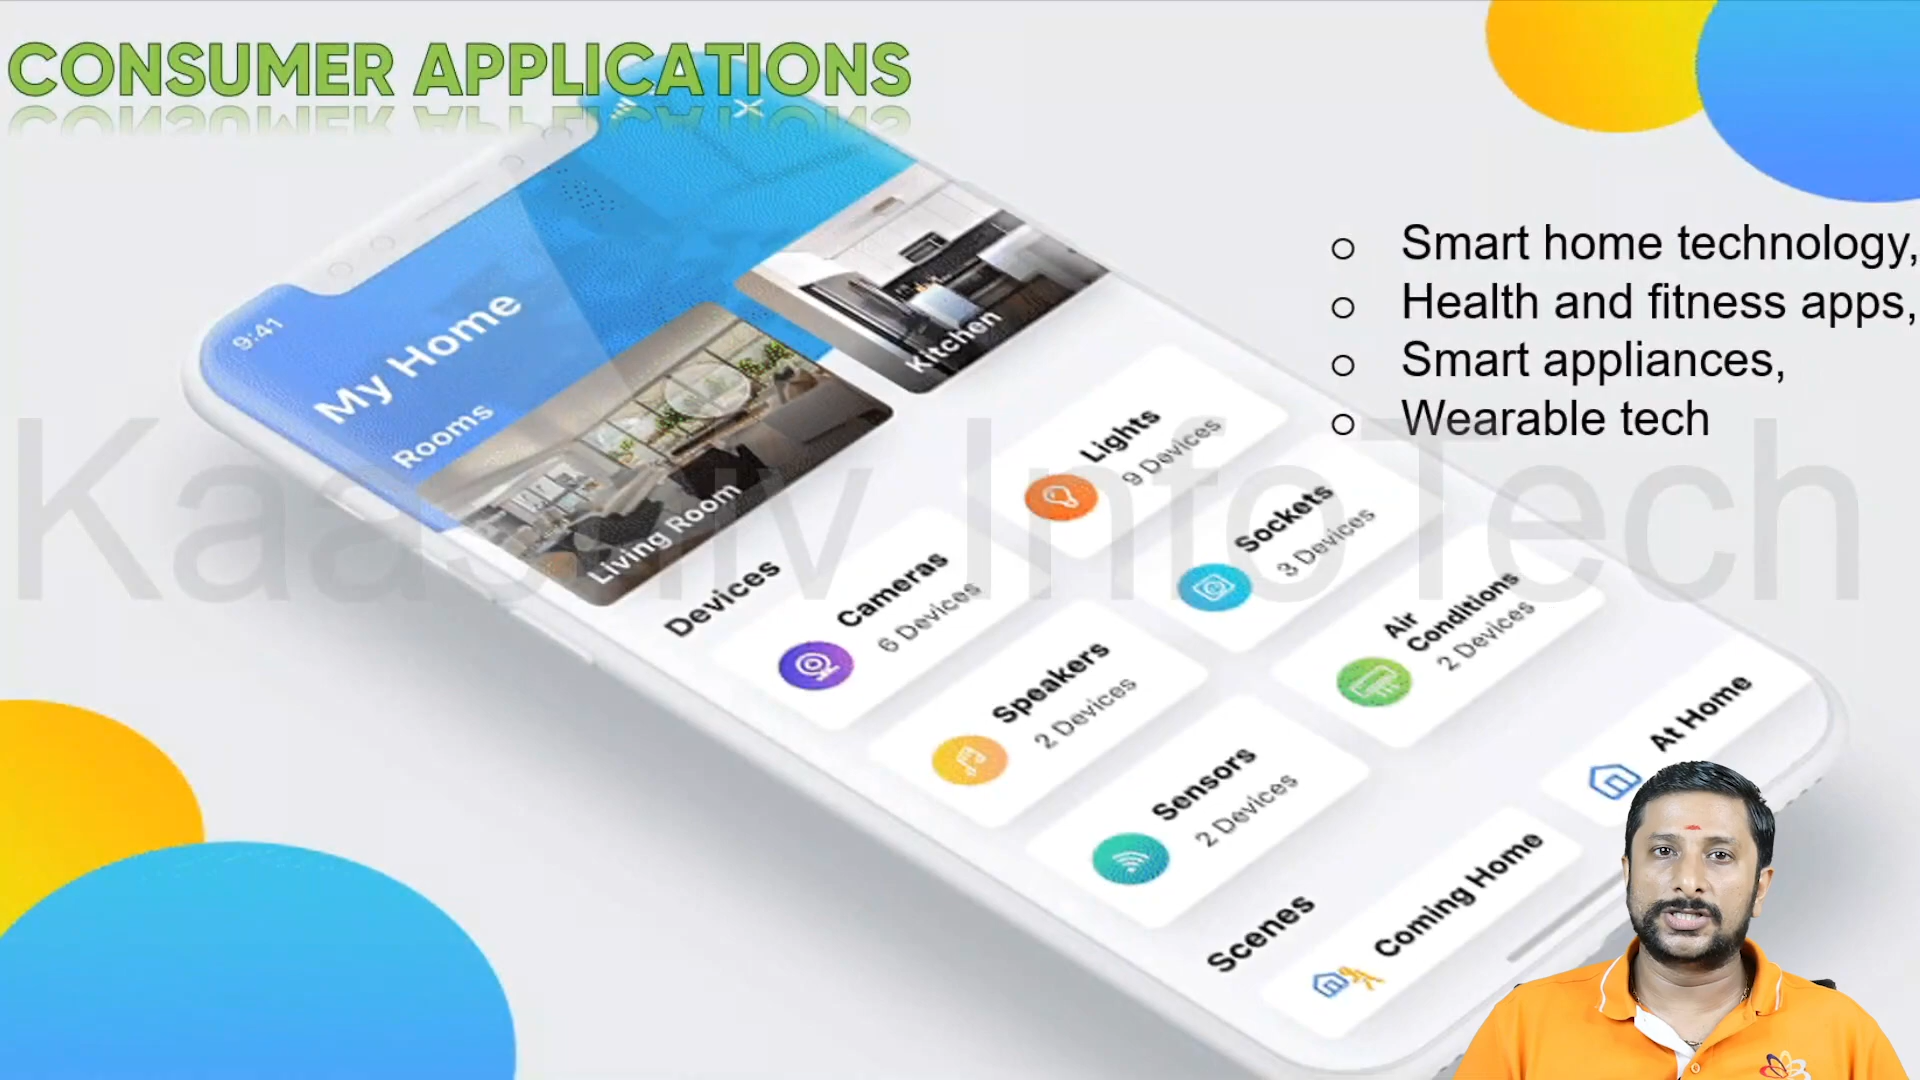 CONSUMER APPLICATIONS
Smart home technology,
Health and fitness apps,
Smart appliances,
Wearable tech
9:41
My Home
Rooms
Living Room
Kitchen
Devices
Cameras
6 Devices
Lights
9 Devices
Speakers
2 Devices
Sockets
3 Devices
Sensors
2 Devices
Air
Conditions
2 Devices
Scenes
Coming Home
At Home
Kaashiv InfoTech